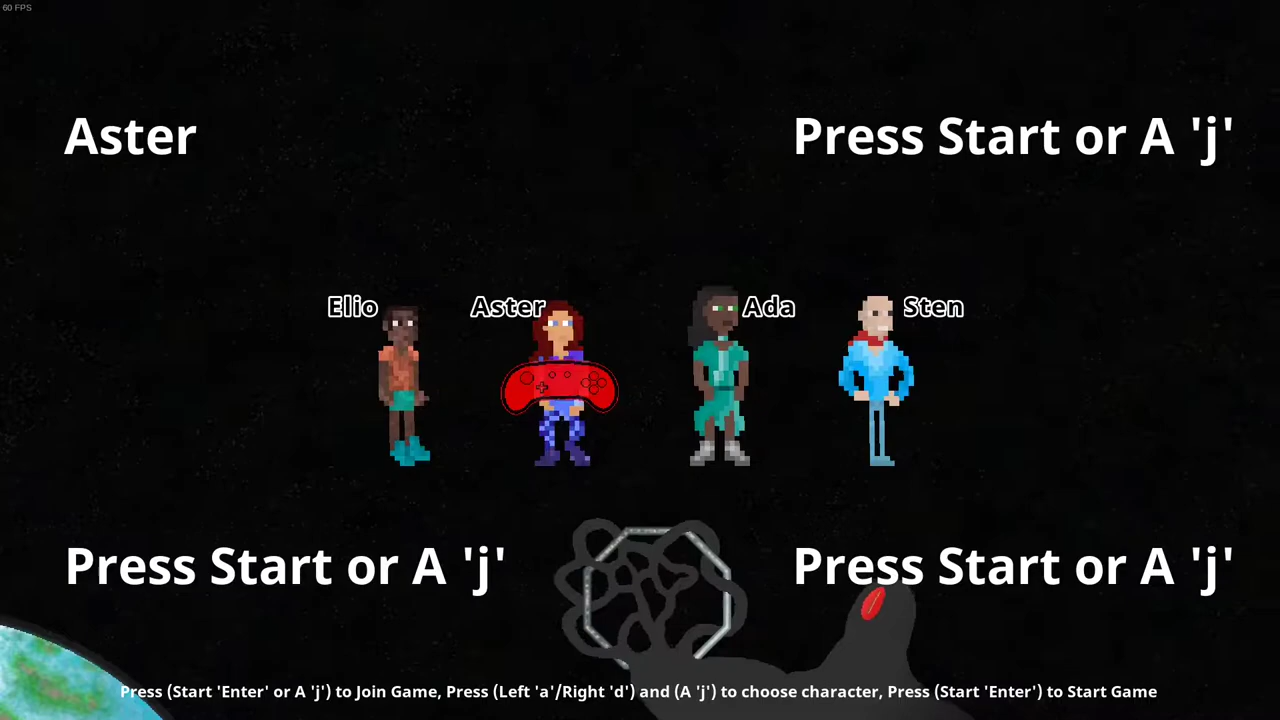 60 FPS
Aster
Press Start or A 'j'
Elio
Aster
Ada
Sten
Press Start or A 'j'
Press Start or A 'j'
Press (Start 'Enter' or A 'j') to Join Game, Press (Left 'a'/Right 'd') and (A 'j') to choose character, Press (Start 'Enter') to Start Game